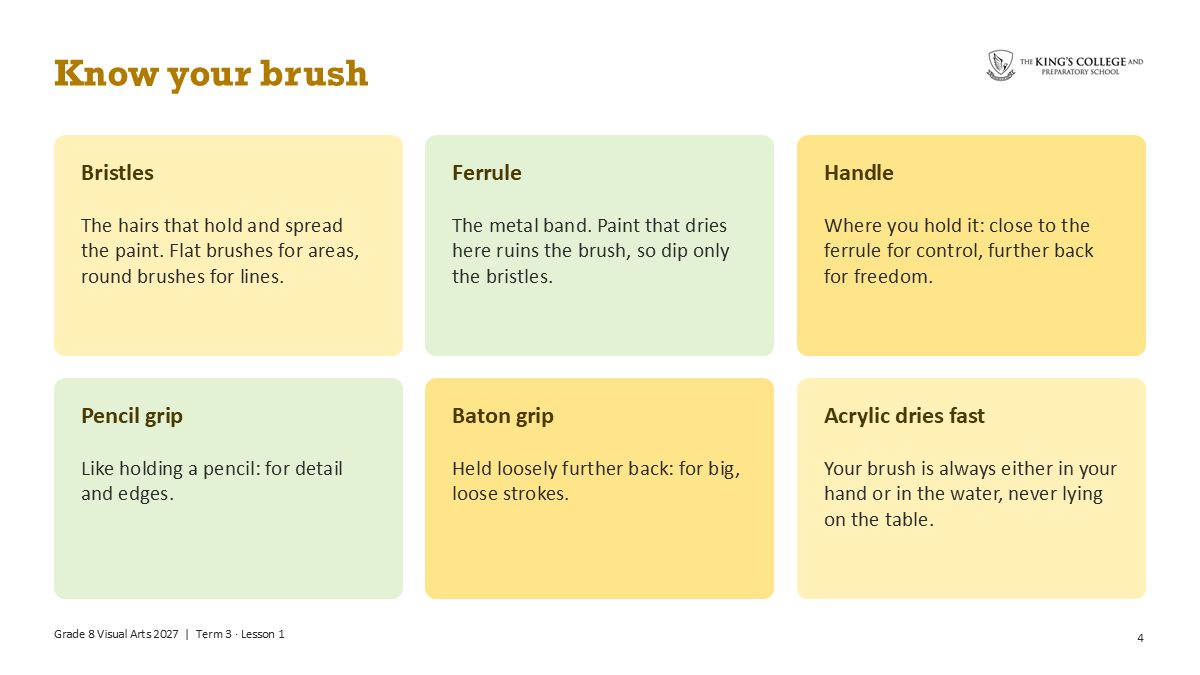 Know your brush
THE KING'S COLLEGE AND
PREPARATORY SCHOOL
Bristles
The hairs that hold and spread
the paint. Flat brushes for areas,
round brushes for lines.
Ferrule
The metal band. Paint that dries
here ruins the brush, so dip only
the bristles.
Handle
Where you hold it: close to the
ferrule for control, further back
for freedom.
Pencil grip
Like holding a pencil: for detail
and edges.
Baton grip
Held loosely further back: for big,
loose strokes.
Acrylic dries fast
Your brush is always either in your
hand or in the water, never lying
on the table.
Grade 8 Visual Arts 2027 | Term 3 · Lesson 1
4